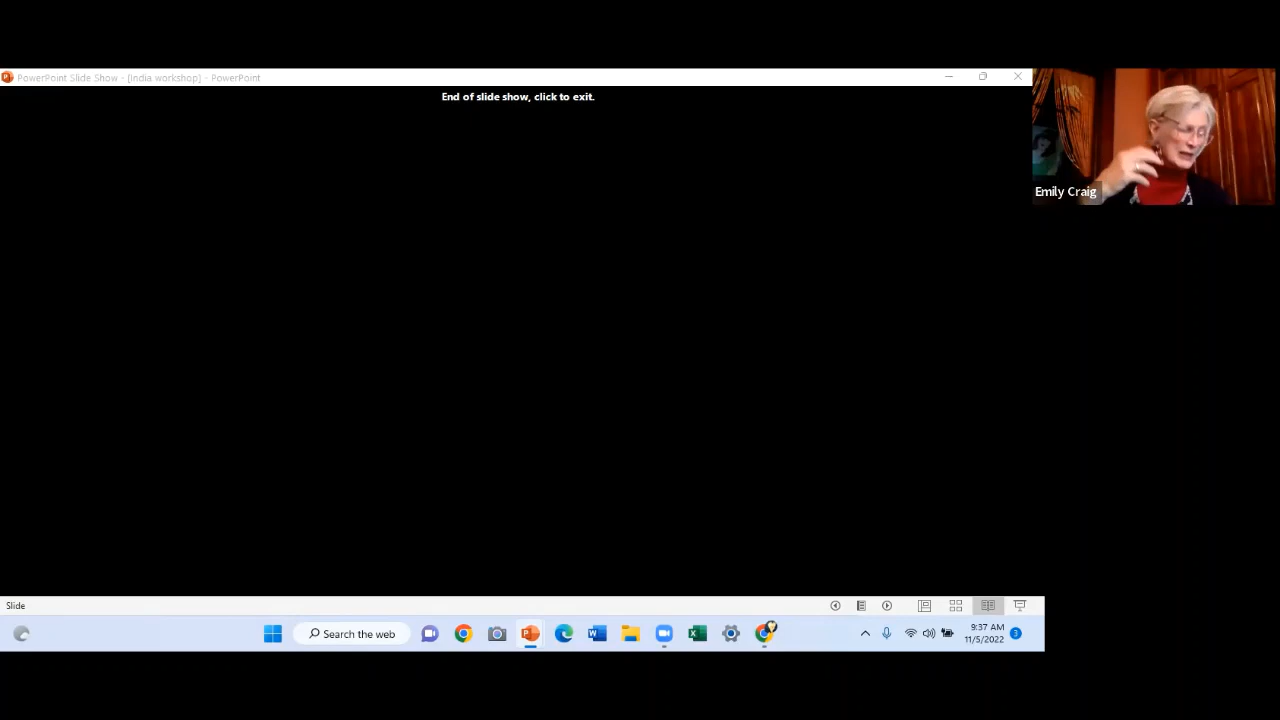 PowerPoint Slide Show - [India workshop] - PowerPoint
End of slide show, click to exit.
Emily Craig
Slide
Search the web
9:37 AM
11/5/2022
3